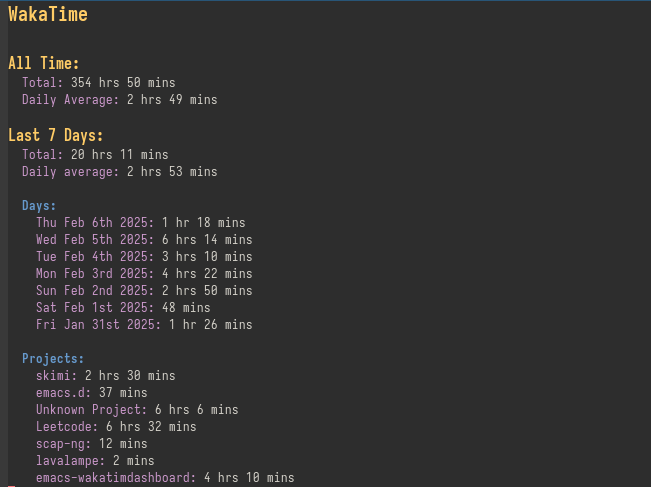 WakaTime
All Time:
Total: 354 hrs 50 mins
Daily Average: 2 hrs 49 mins
Last 7 Days:
Total: 20 hrs 11 mins
Daily average: 2 hrs 53 mins
Days:
Thu Feb 6th 2025: 1 hr 18 mins
Wed Feb 5th 2025: 6 hrs 14 mins
Tue Feb 4th 2025: 3 hrs 10 mins
Mon Feb 3rd 2025: 4 hrs 22 mins
Sun Feb 2nd 2025: 2 hrs 50 mins
Sat Feb 1st 2025: 48 mins
Fri Jan 31st 2025: 1 hr 26 mins
Projects:
skimi: 2 hrs 30 mins
emacs.d: 37 mins
Unknown Project: 6 hrs 6 mins
Leetcode: 6 hrs 32 mins
scap-ng: 12 mins
lavalampe: 2 mins
emacs-wakatimdashboard: 4 hrs 10 mins